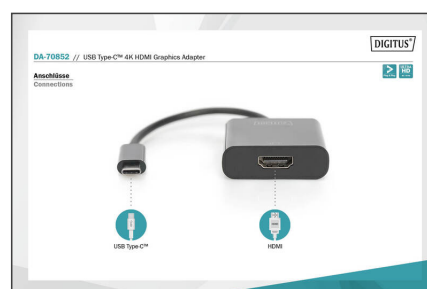 DIGITUS®
DA-70852 // USB Type-C™ 4K HDMI Graphics Adapter
Anschlüsse
Connections
USB Type-C™
HDMI